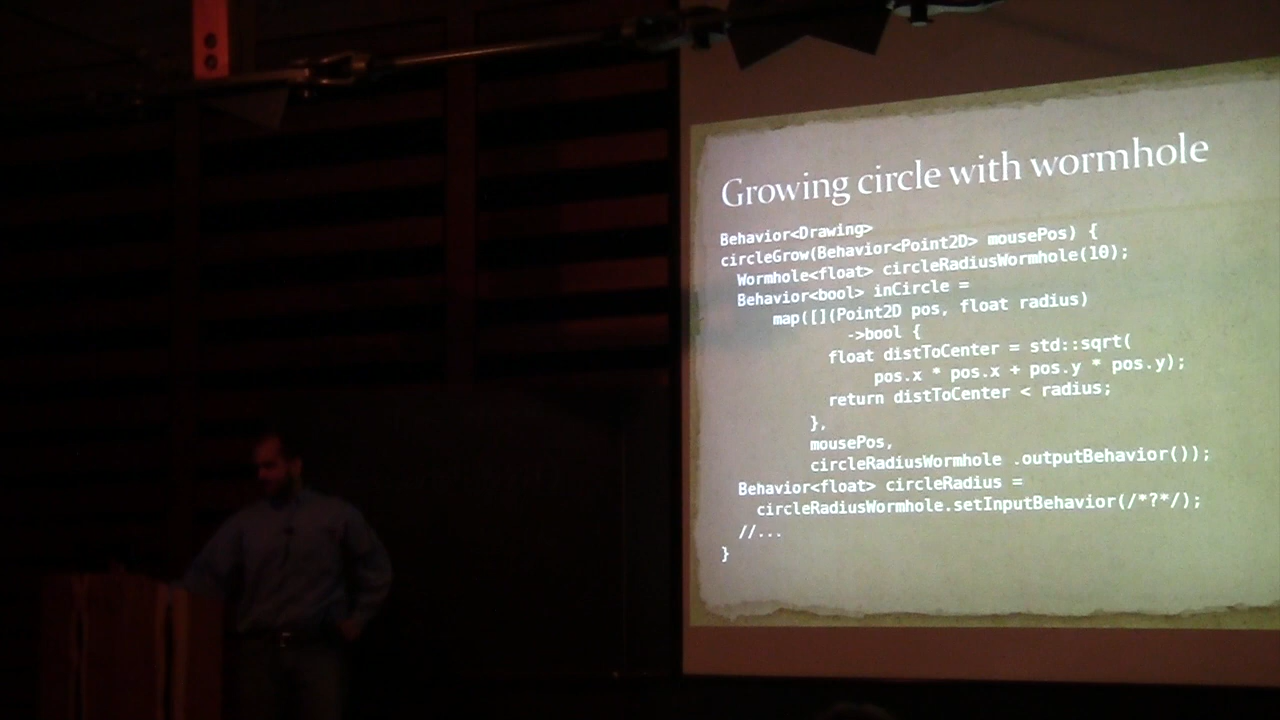 Growing circle with wormhole
Behavior<Drawing>
circleGrow(Behavior<Point2D> mousePos) {
Wormhole<float> circleRadiusWormhole(10);
Behavior<bool> inCircle =
map([](Point2D pos, float radius)
->bool {
float distToCenter = std::sqrt(
pos.x * pos.x + pos.y * pos.y);
return distToCenter < radius;
},
mousePos,
circleRadiusWormhole .outputBehavior());
Behavior<float> circleRadius =
circleRadiusWormhole.setInputBehavior(/*?*/);
//...
}